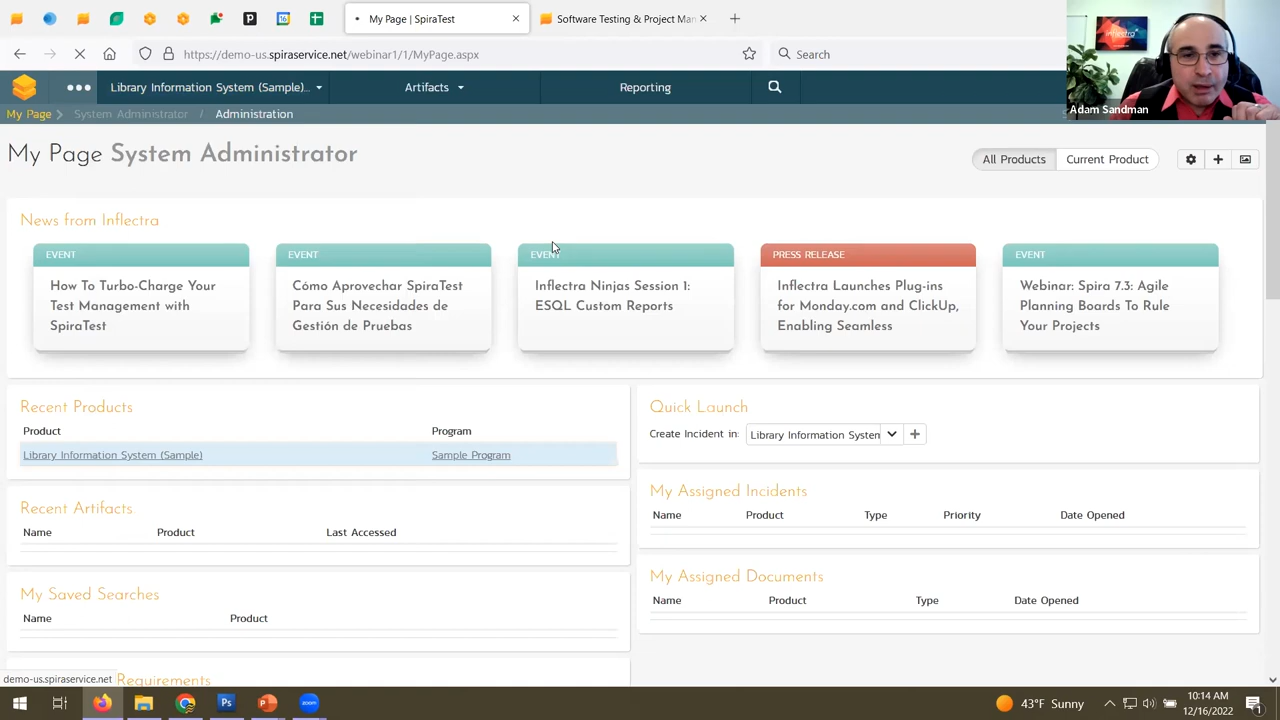 My Page | SpiraTest
Software Testing & Project Man
https://demo-us.spiraservice.net/webinar1/1/MyPage.aspx
Search
inflectra
Library Information System (Sample)...
Artifacts
Reporting
Adam Sandman
My Page
System Administrator / Administration
My Page System Administrator
All Products
Current Product
News from Inflectra
EVENT
How To Turbo-Charge Your
Test Management with
SpiraTest
EVENT
Cómo Aprovechar SpiraTest
Para Sus Necesidades de
Gestión de Pruebas
EVENT
Inflectra Ninjas Session 1:
ESQL Custom Reports
PRESS RELEASE
Inflectra Launches Plug-ins
for Monday.com and ClickUp,
Enabling Seamless
EVENT
Webinar: Spira 7.3: Agile
Planning Boards To Rule
Your Projects
Recent Products
Product Program
Library Information System (Sample) Sample Program
Quick Launch
Create Incident in: Library Information System
Recent Artifacts
Name Product Last Accessed
My Assigned Incidents
Name Product Type Priority Date Opened
My Saved Searches
Name Product
My Assigned Documents
Name Product Type Date Opened
Requirements
demo-us.spiraservice.net
43°F Sunny
10:14 AM
12/16/2022